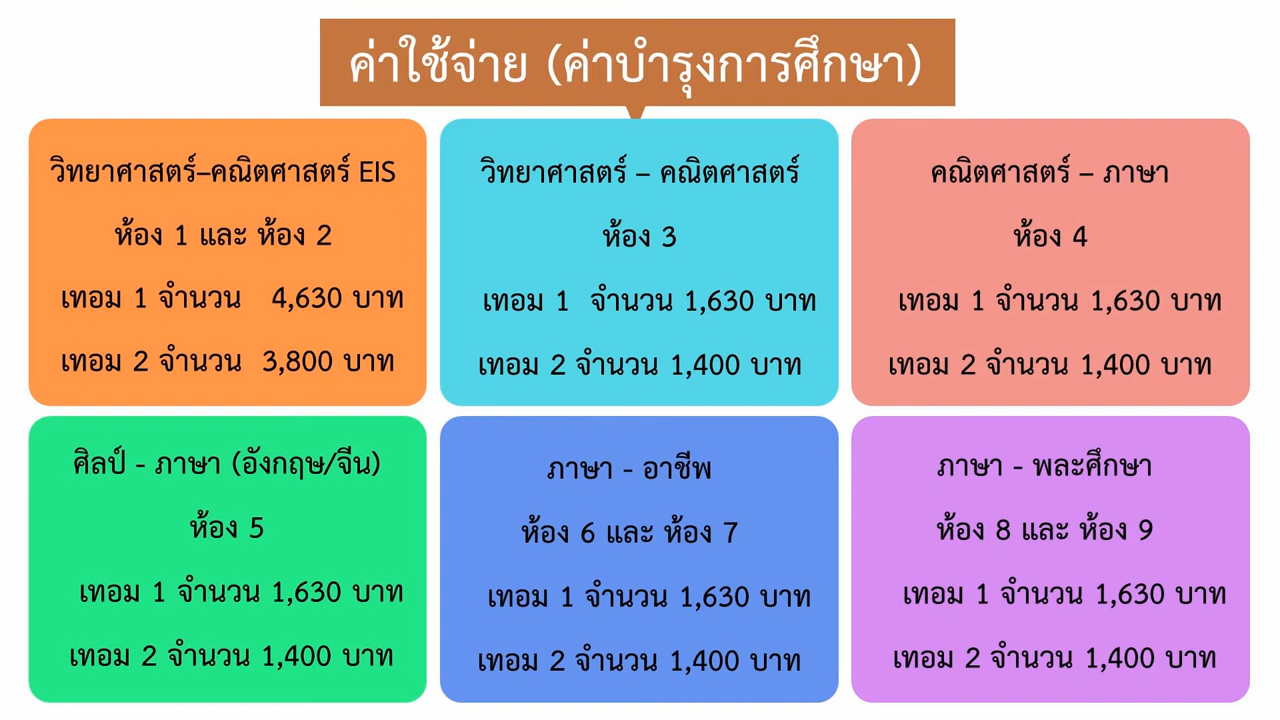 ค่าใช้จ่าย (ค่าบำรุงการศึกษา)
วิทยาศาสตร์–คณิตศาสตร์ EIS
ห้อง 1 และ ห้อง 2
เทอม 1 จำนวน 4,630 บาท
เทอม 2 จำนวน 3,800 บาท
วิทยาศาสตร์ – คณิตศาสตร์
ห้อง 3
เทอม 1 จำนวน 1,630 บาท
เทอม 2 จำนวน 1,400 บาท
คณิตศาสตร์ – ภาษา
ห้อง 4
เทอม 1 จำนวน 1,630 บาท
เทอม 2 จำนวน 1,400 บาท
ศิลป์ - ภาษา (อังกฤษ/จีน)
ห้อง 5
เทอม 1 จำนวน 1,630 บาท
เทอม 2 จำนวน 1,400 บาท
ภาษา - อาชีพ
ห้อง 6 และ ห้อง 7
เทอม 1 จำนวน 1,630 บาท
เทอม 2 จำนวน 1,400 บาท
ภาษา - พละศึกษา
ห้อง 8 และ ห้อง 9
เทอม 1 จำนวน 1,630 บาท
เทอม 2 จำนวน 1,400 บาท